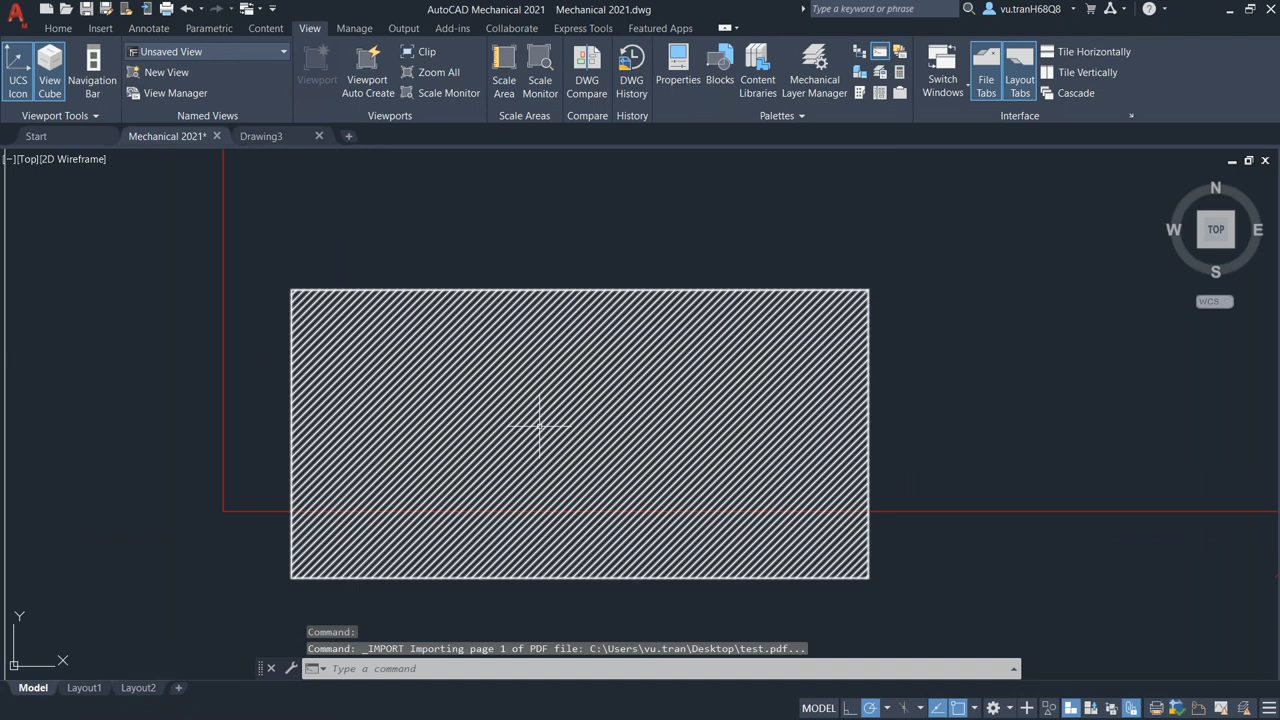 AutoCAD Mechanical 2021 Mechanical 2021.dwg
Type a keyword or phrase
vu.tranH68Q8
Home Insert Annotate Parametric Content View Manage Output Add-ins Collaborate Express Tools Featured Apps
UCS Icon
View Cube
Navigation Bar
Viewport Tools
Unsaved View
New View
View Manager
Named Views
Viewport
Viewport Auto Create
Clip
Zoom All
Scale Monitor
Viewports
Scale Area
Scale Monitor
Scale Areas
DWG Compare
Compare
DWG History
History
Properties
Blocks
Content Libraries
Mechanical Layer Manager
Palettes
Switch Windows
File Tabs
Layout Tabs
Tile Horizontally
Tile Vertically
Cascade
Interface
Start
Mechanical 2021*
Drawing3
[−][Top][2D Wireframe]
N
W TOP E
S
WCS
Y
X
Command:
Command: _IMPORT Importing page 1 of PDF file: C:\Users\vu.tran\Desktop\test.pdf...
Type a command
Model Layout1 Layout2
MODEL